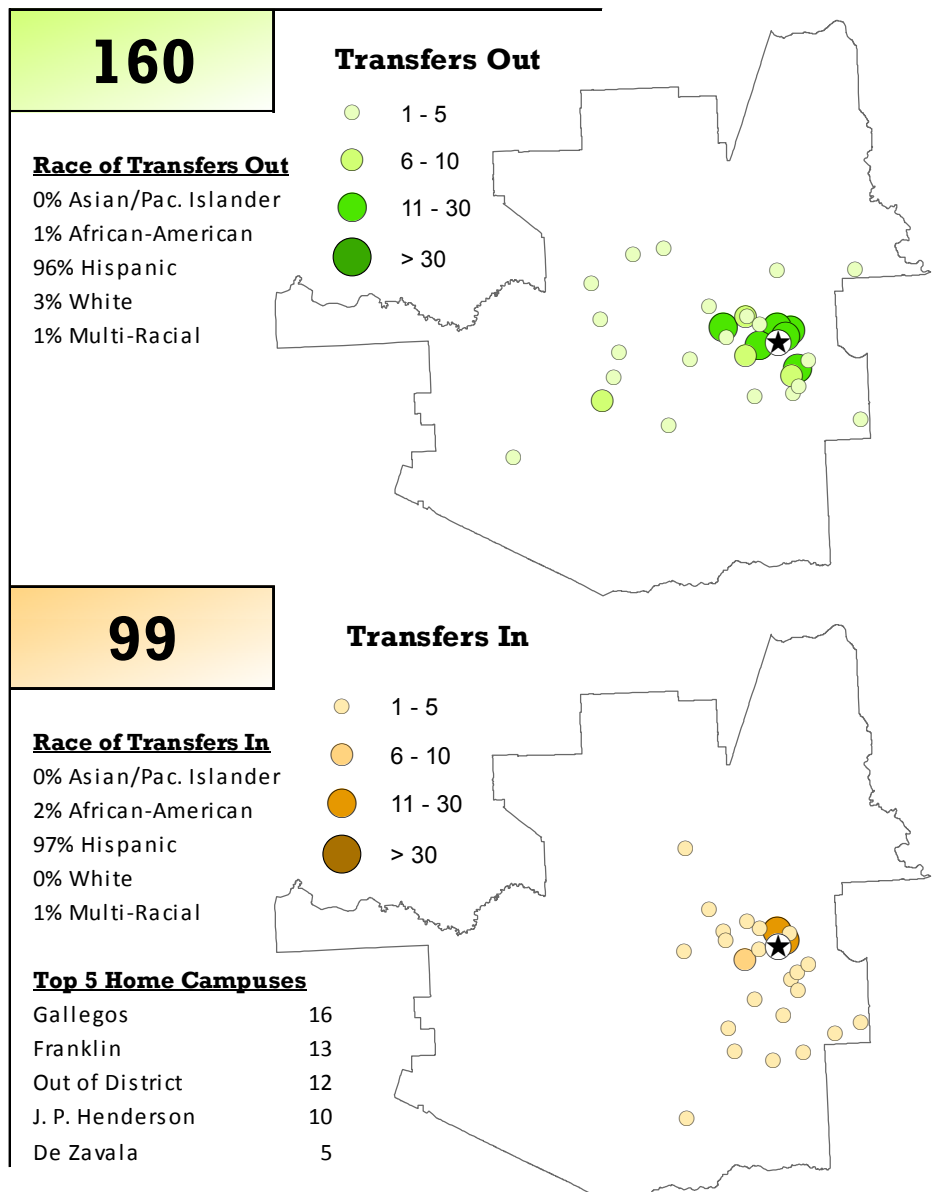 160
Transfers Out
1 - 5
6 - 10
11 - 30
> 30
Race of Transfers Out
0% Asian/Pac. Islander
1% African-American
96% Hispanic
3% White
1% Multi-Racial
99
Transfers In
1 - 5
6 - 10
11 - 30
> 30
Race of Transfers In
0% Asian/Pac. Islander
2% African-American
97% Hispanic
0% White
1% Multi-Racial
Top 5 Home Campuses
Gallegos 16
Franklin 13
Out of District 12
J. P. Henderson 10
De Zavala 5